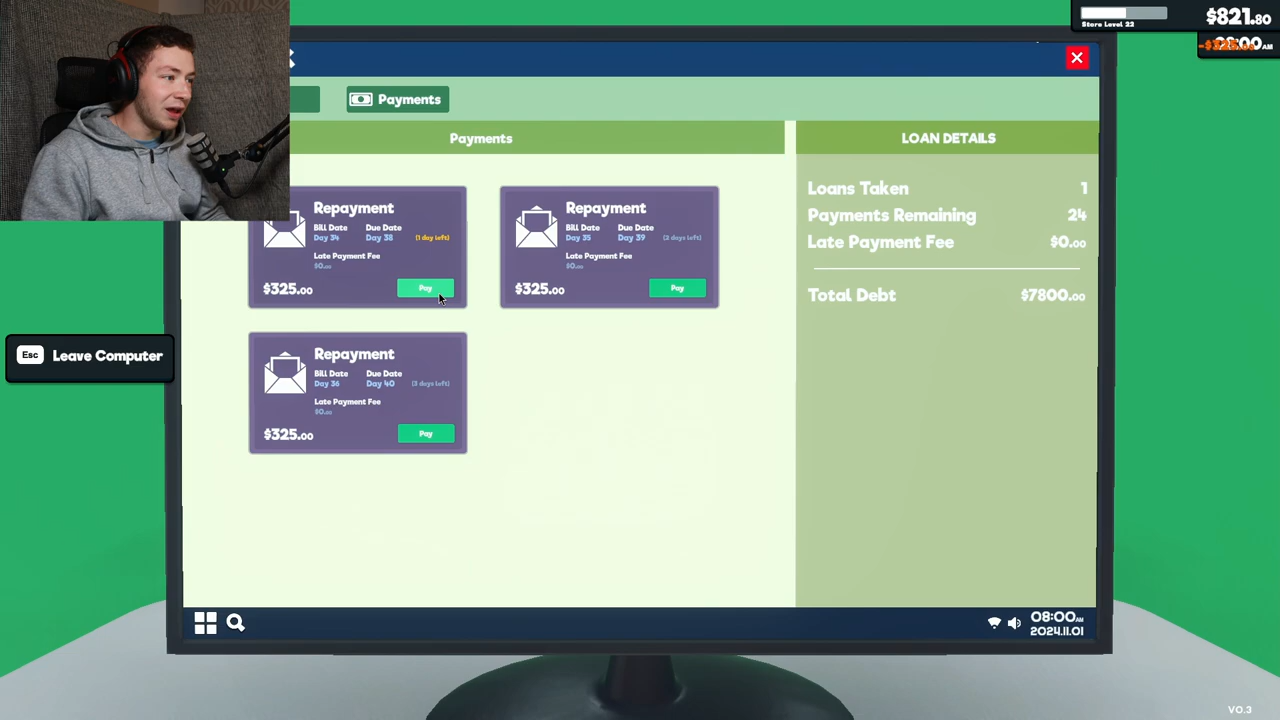 $821.80
Store Level 22
08:00AM
Payments
Payments
LOAN DETAILS
Repayment
Bill Date Due Date
Day 34 Day 38 (1 day left)
Late Payment Fee
$0.00
$325.00 Pay
Repayment
Bill Date Due Date
Day 35 Day 39 (2 days left)
Late Payment Fee
$0.00
$325.00 Pay
Repayment
Bill Date Due Date
Day 36 Day 40 (3 days left)
Late Payment Fee
$0.00
$325.00 Pay
Loans Taken 1
Payments Remaining 24
Late Payment Fee $0.00
Total Debt $7800.00
Esc Leave Computer
08:00AM
2024.11.01
V0.3